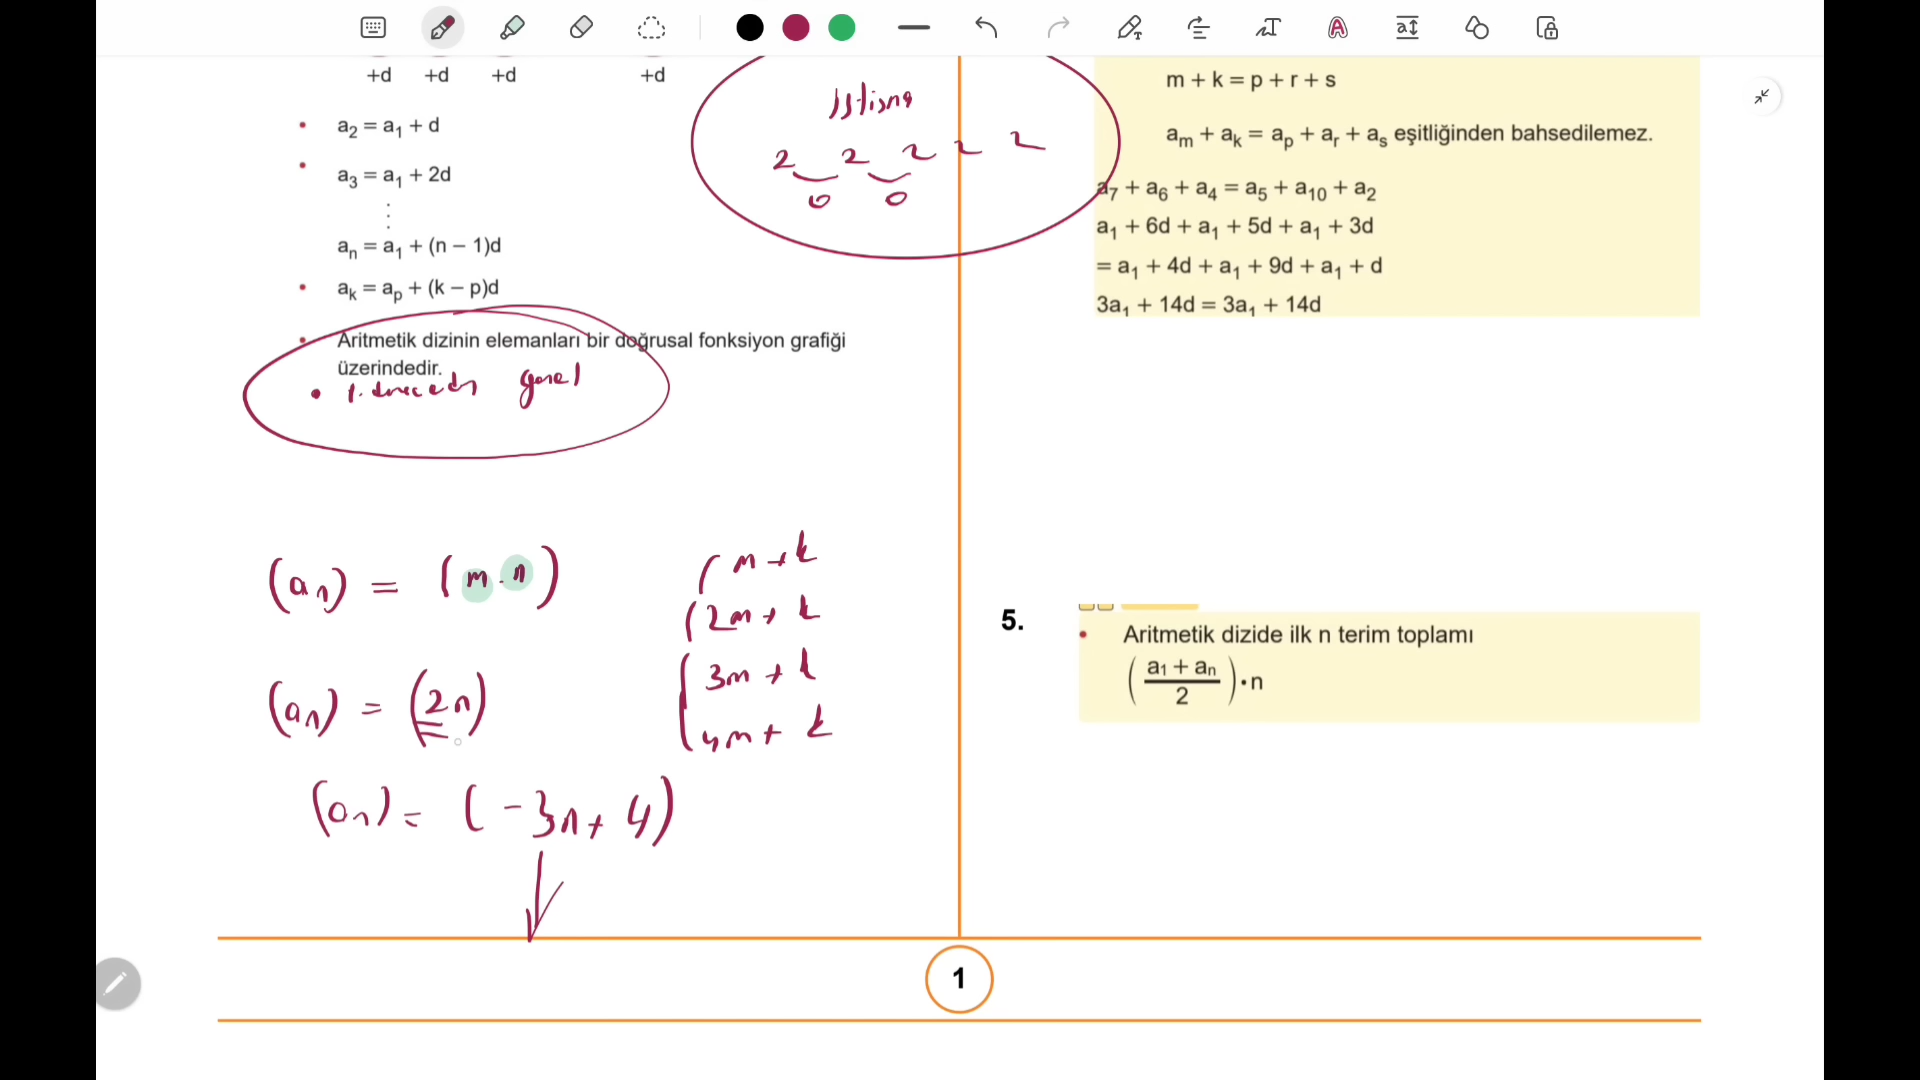 +d +d +d +d
a₂ = a₁ + d
a₃ = a₁ + 2d
⋮
aₙ = a₁ + (n – 1)d
aₖ = aₚ + (k – p)d
Aritmetik dizinin elemanları bir doğrusal fonksiyon grafiği
üzerindedir.
1. genel
(aₙ) = (m.n)
(aₙ) = (2n)
(aₙ) = (-3n+4)
m+k
2m+k
3m+k
4m+k
istisna
2 2 2 2 2
0 0
m + k = p + r + s
aₘ + aₖ = aₚ + aᵣ + aₛ eşitliğinden bahsedilemez.
a₇ + a₆ + a₄ = a₅ + a₁₀ + a₂
a₁ + 6d + a₁ + 5d + a₁ + 3d
= a₁ + 4d + a₁ + 9d + a₁ + d
3a₁ + 14d = 3a₁ + 14d
5.
Aritmetik dizide ilk n terim toplamı
((a₁ + aₙ)/2)·n
1